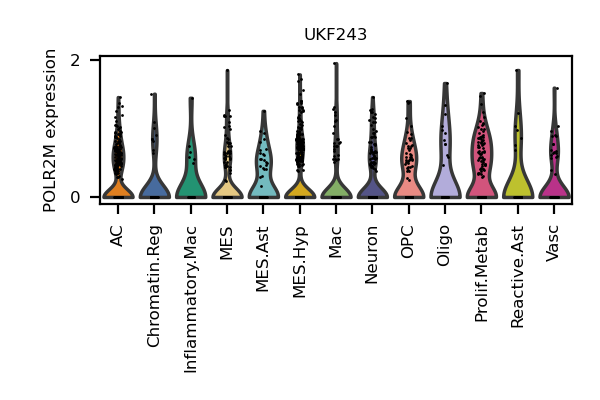 UKF243
POLR2M expression
2
0
AC
Chromatin.Reg
Inflammatory.Mac
MES
MES.Ast
MES.Hyp
Mac
Neuron
OPC
Oligo
Prolif.Metab
Reactive.Ast
Vasc